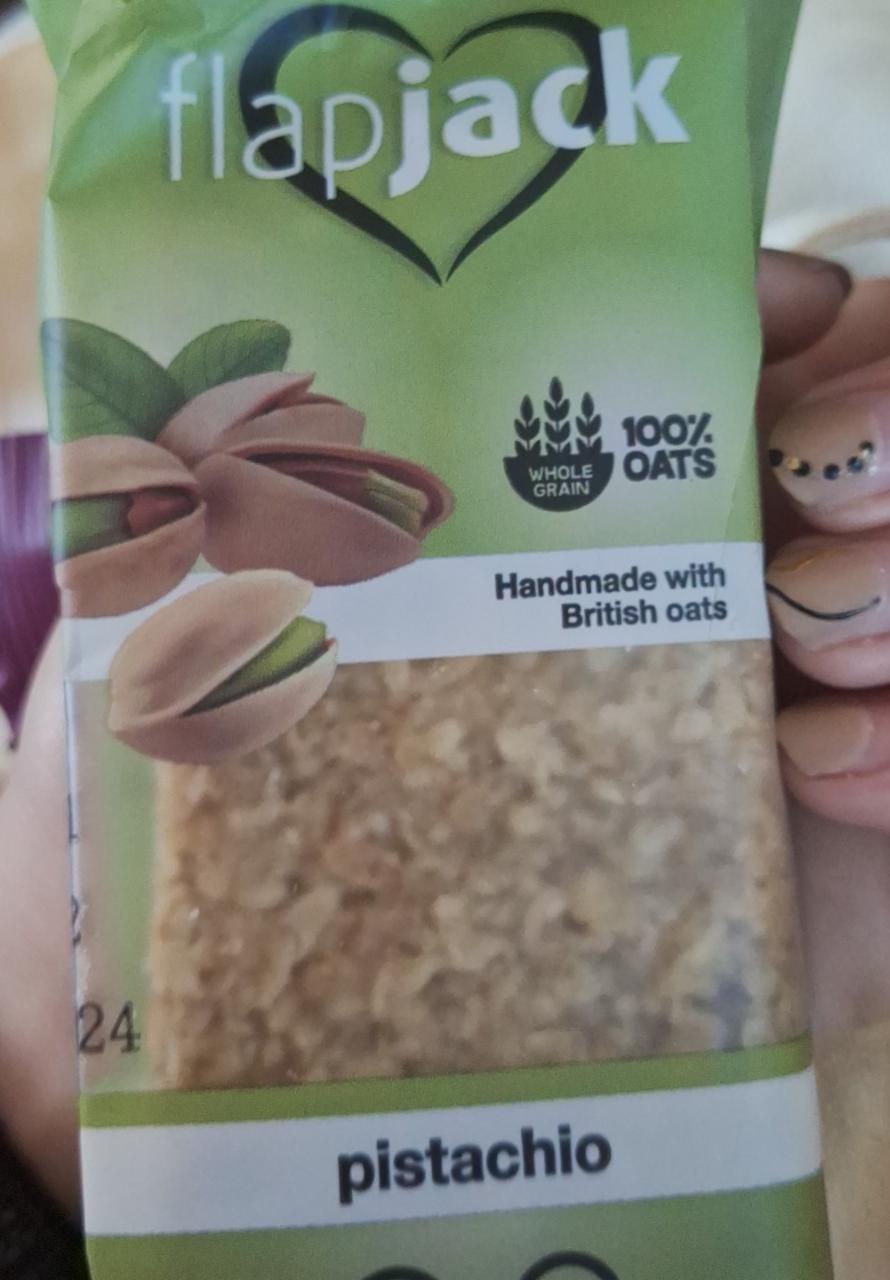 flapjack
WHOLE
GRAIN
100%
OATS
Handmade with
British oats
24
pistachio